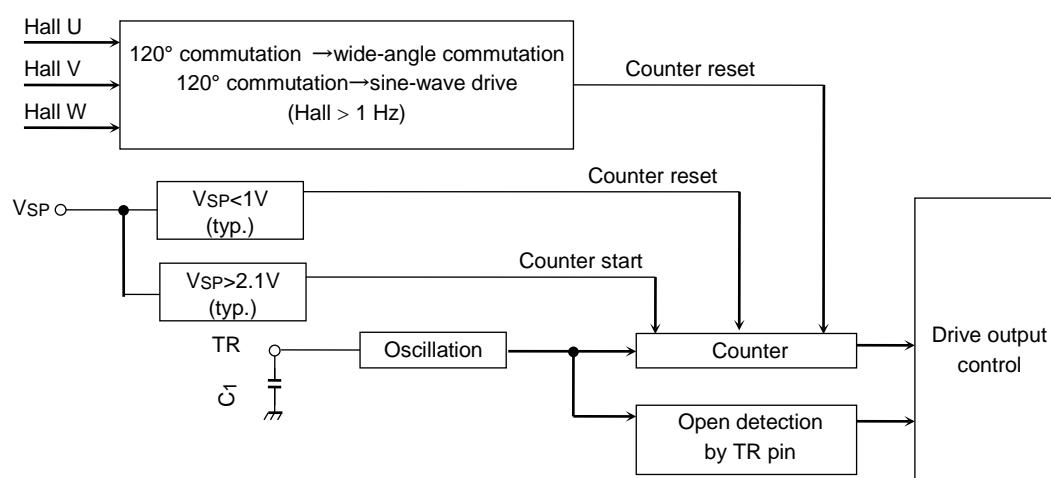 Hall U
Hall V
Hall W
120° commutation →wide-angle commutation
120° commutation→sine-wave drive
(Hall > 1 Hz)
Counter reset
VSP
VSP<1V
(typ.)
Counter reset
VSP>2.1V
(typ.)
Counter start
TR
C1
Oscillation
Counter
Open detection
by TR pin
Drive output
control